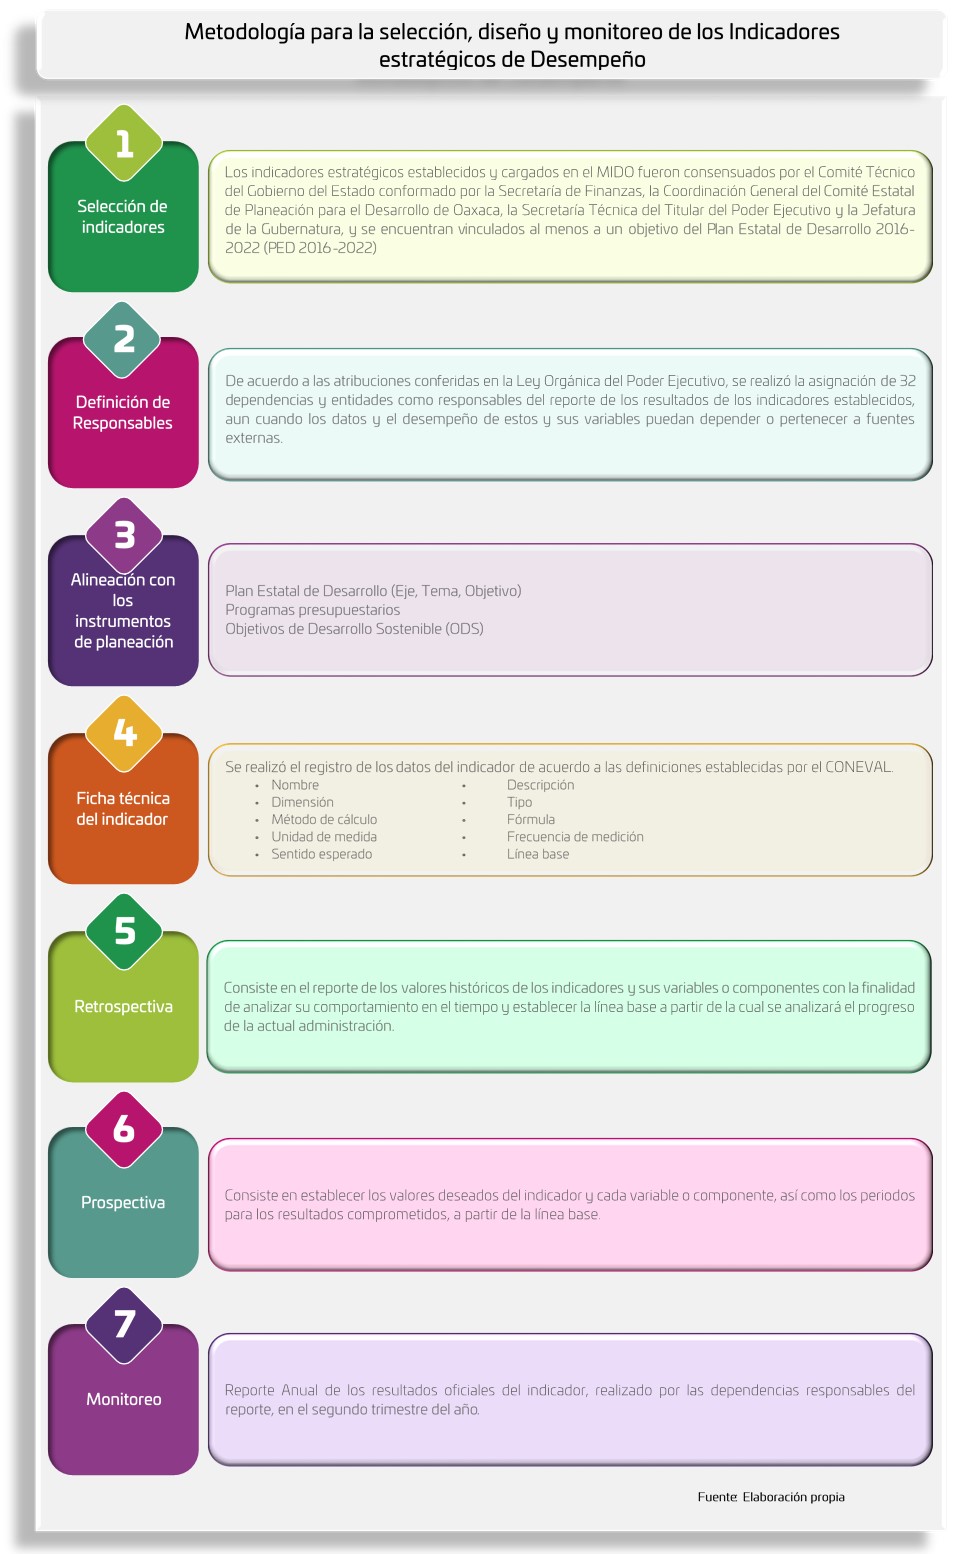 Metodología para la selección, diseño y monitoreo de los Indicadores
estratégicos de Desempeño
1
Selección de
indicadores
Los indicadores estratégicos establecidos y cargados en el MIDO fueron consensuados por el Comité Técnico
del Gobierno del Estado conformado por la Secretaría de Finanzas, la Coordinación General del Comité Estatal
de Planeación para el Desarrollo de Oaxaca, la Secretaría Técnica del Titular del Poder Ejecutivo y la Jefatura
de la Gubernatura, y se encuentran vinculados al menos a un objetivo del Plan Estatal de Desarrollo 2016-
2022 (PED 2016-2022)
2
Definición de
Responsables
De acuerdo a las atribuciones conferidas en la Ley Orgánica del Poder Ejecutivo, se realizó la asignación de 32
dependencias y entidades como responsables del reporte de los resultados de los indicadores establecidos,
aun cuando los datos y el desempeño de estos y sus variables puedan depender o pertenecer a fuentes
externas.
3
Alineación con
los
instrumentos
de planeación
Plan Estatal de Desarrollo (Eje, Tema, Objetivo)
Programas presupuestarios
Objetivos de Desarrollo Sostenible (ODS)
4
Ficha técnica
del indicador
Se realizó el registro de los datos del indicador de acuerdo a las definiciones establecidas por el CONEVAL.
• Nombre • Descripción
• Dimensión • Tipo
• Método de cálculo • Fórmula
• Unidad de medida • Frecuencia de medición
• Sentido esperado • Línea base
5
Retrospectiva
Consiste en el reporte de los valores históricos de los indicadores y sus variables o componentes con la finalidad
de analizar su comportamiento en el tiempo y establecer la línea base a partir de la cual se analizará el progreso
de la actual administración.
6
Prospectiva
Consiste en establecer los valores deseados del indicador y cada variable o componente, así como los periodos
para los resultados comprometidos, a partir de la línea base.
7
Monitoreo
Reporte Anual de los resultados oficiales del indicador, realizado por las dependencias responsables del
reporte, en el segundo trimestre del año.
Fuente: Elaboración propia